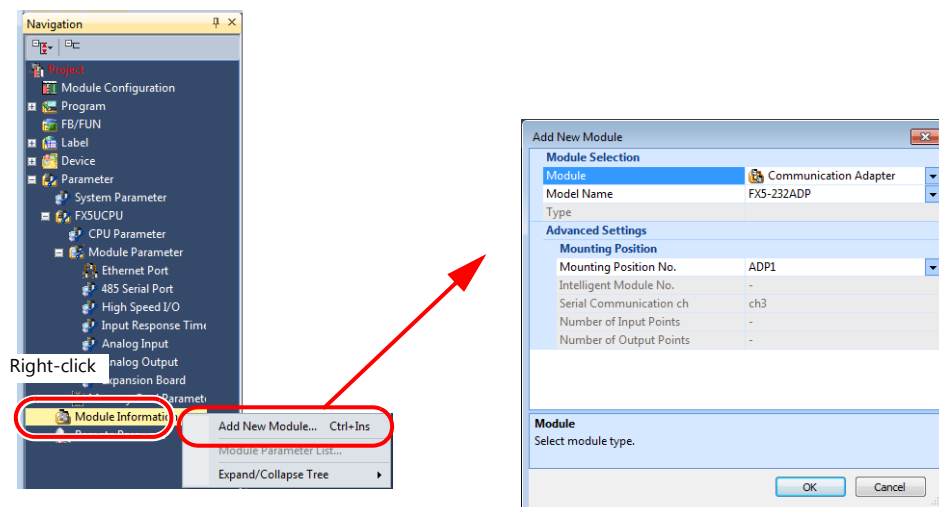 Navigation
Project
Module Configuration
Program
FB/FUN
Label
Device
Parameter
System Parameter
FX5UCPU
CPU Parameter
Module Parameter
Ethernet Port
485 Serial Port
High Speed I/O
Input Response Time
Analog Input
Right-click
nalog Output
xpansion Board
Module Information
Add New Module... Ctrl+Ins
Module Parameter List...
Expand/Collapse Tree
Add New Module
Module Selection
Module Communication Adapter
Model Name FX5-232ADP
Type
Advanced Settings
Mounting Position
Mounting Position No. ADP1
Intelligent Module No. -
Serial Communication ch ch3
Number of Input Points -
Number of Output Points -
Module
Select module type.
OK Cancel